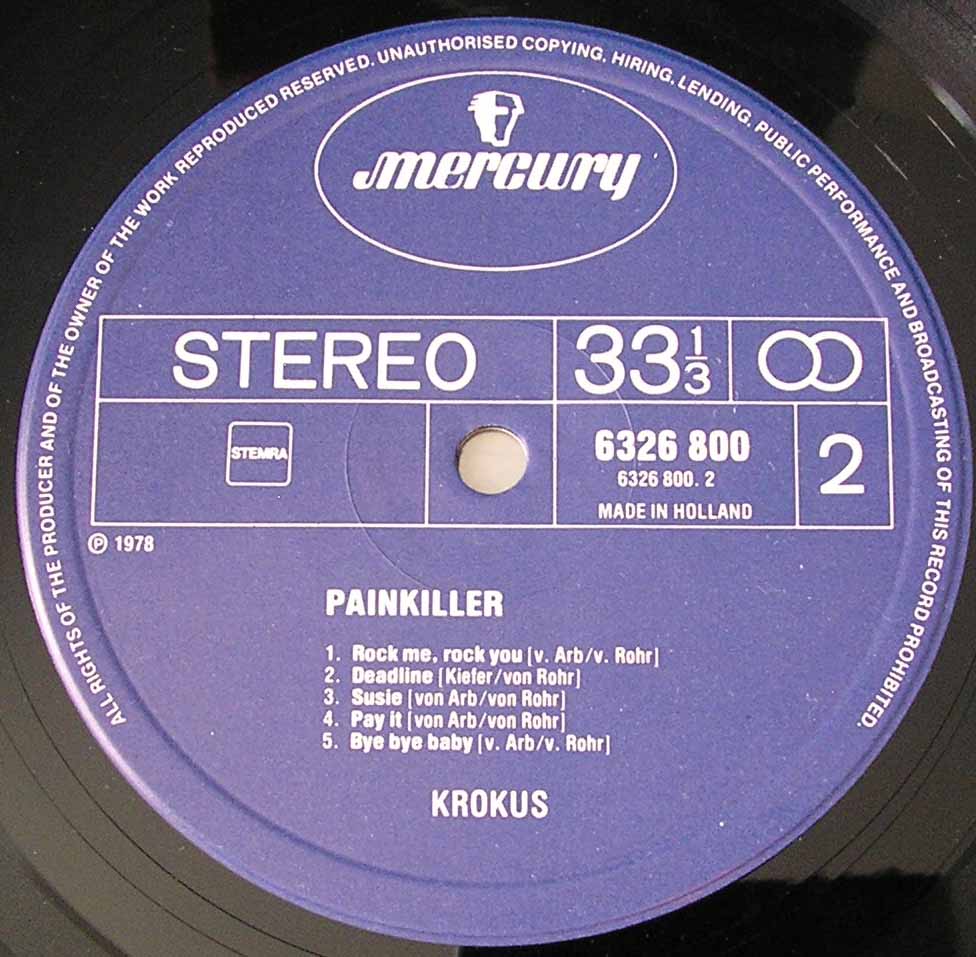 ALL RIGHTS OF THE PRODUCER AND OF THE OWNER OF THE WORK REPRODUCED RESERVED. UNAUTHORISED COPYING, HIRING, LENDING, PUBLIC PERFORMANCE AND BROADCASTING OF THIS RECORD PROHIBITED.
mercury
STEREO 33 1/3
STEMRA
6326 800
6326 800. 2
MADE IN HOLLAND
2
℗ 1978
PAINKILLER
1. Rock me, rock you [v. Arb/v. Rohr]
2. Deadline [Kiefer/von Rohr]
3. Susie [von Arb/von Rohr]
4. Pay it [von Arb/von Rohr]
5. Bye bye baby [v. Arb/v. Rohr]
KROKUS